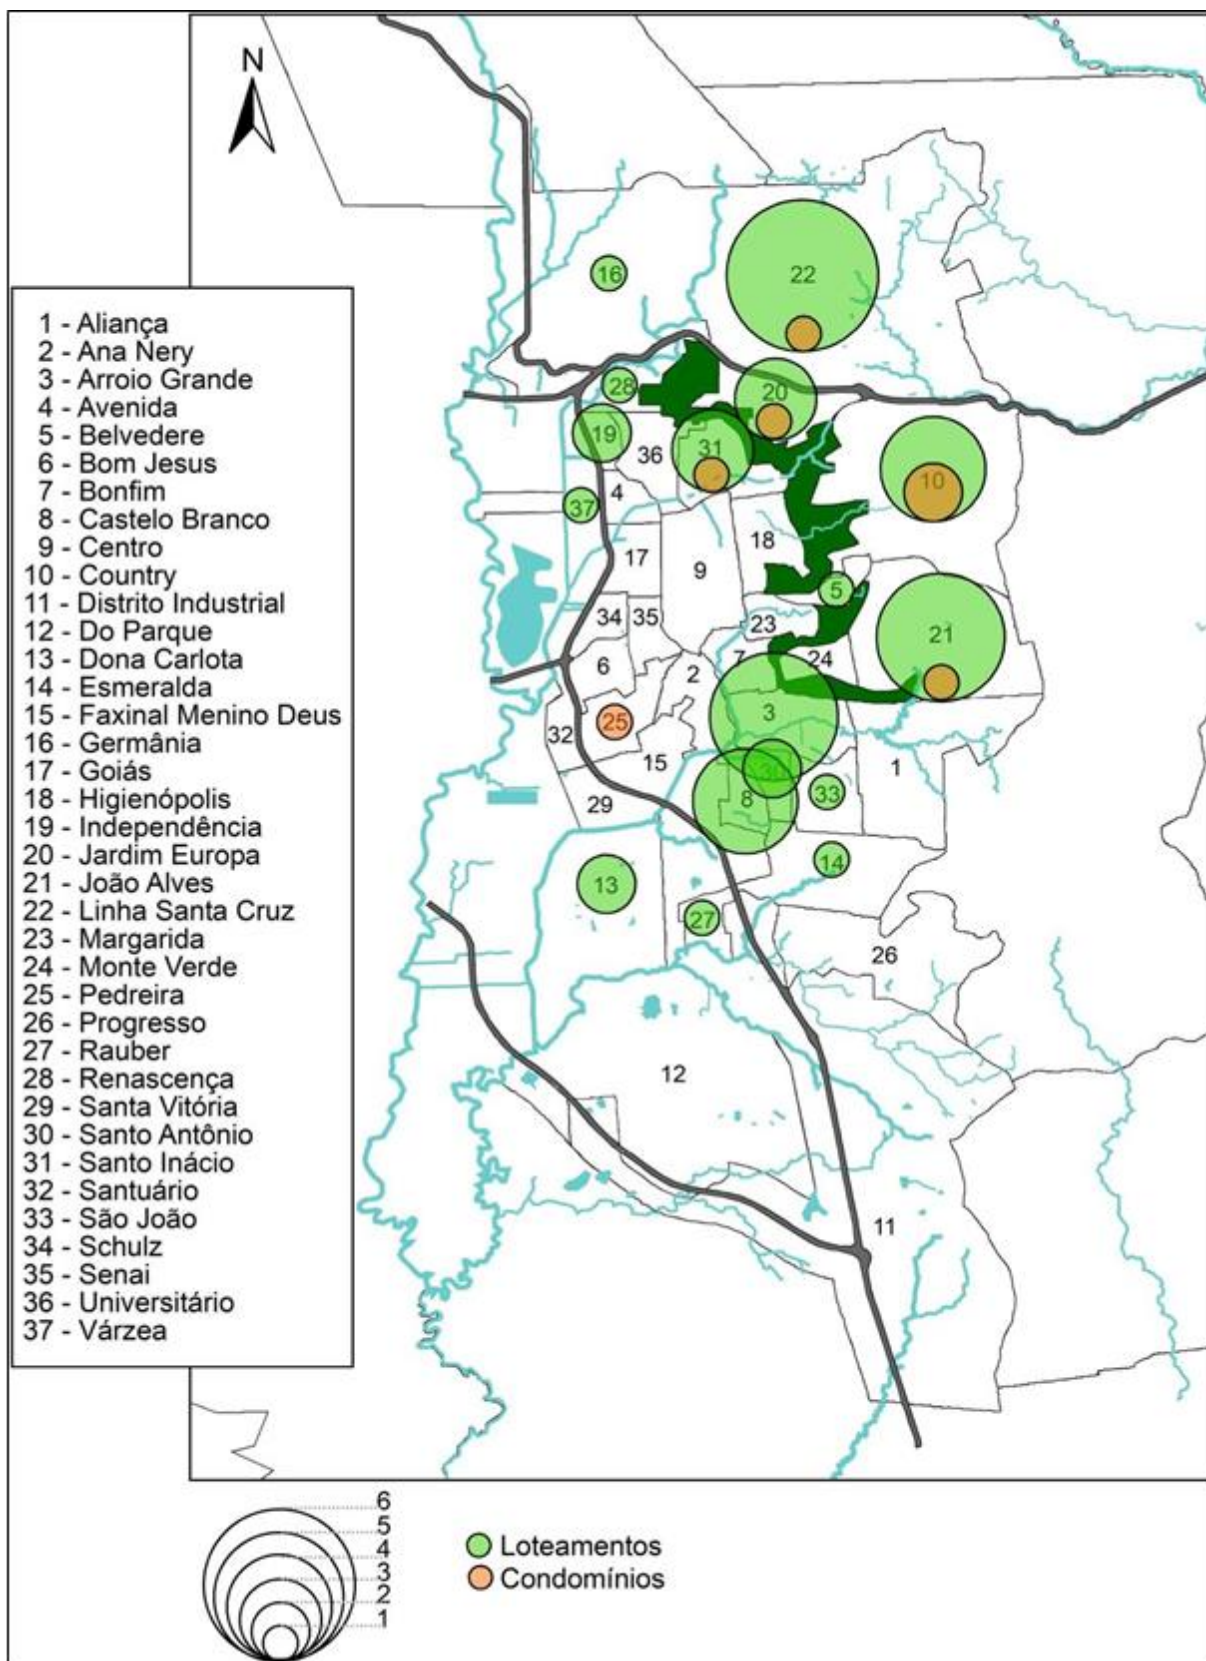 N
22
16
28
20
19
31
36
10
37
4
18
17
9
5
34
35
23
21
6
7
24
2
3
25
32
15
30
1
29
8
33
14
13
27
26
12
11
1 - Aliança
2 - Ana Nery
3 - Arroio Grande
4 - Avenida
5 - Belvedere
6 - Bom Jesus
7 - Bonfim
8 - Castelo Branco
9 - Centro
10 - Country
11 - Distrito Industrial
12 - Do Parque
13 - Dona Carlota
14 - Esmeralda
15 - Faxinal Menino Deus
16 - Germânia
17 - Goiás
18 - Higienópolis
19 - Independência
20 - Jardim Europa
21 - João Alves
22 - Linha Santa Cruz
23 - Margarida
24 - Monte Verde
25 - Pedreira
26 - Progresso
27 - Rauber
28 - Renascença
29 - Santa Vitória
30 - Santo Antônio
31 - Santo Inácio
32 - Santuário
33 - São João
34 - Schulz
35 - Senai
36 - Universitário
37 - Várzea
6
5
4
3
2
1
Loteamentos
Condomínios